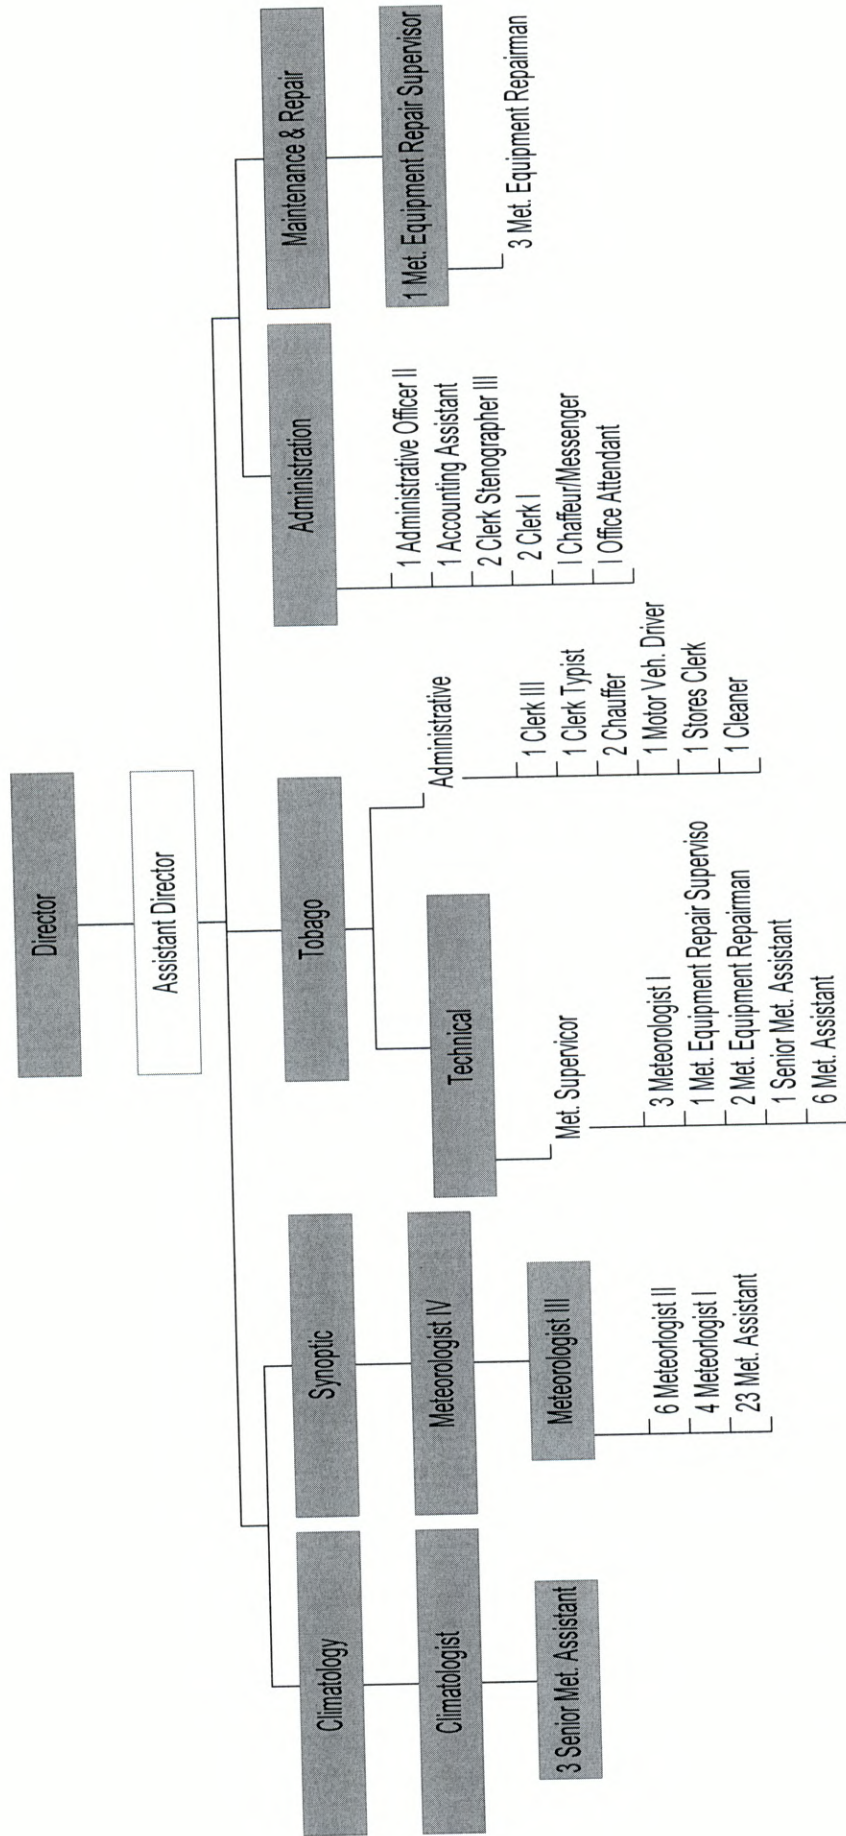 Director
Assistant Director
Climatology
Climatologist
3 Senior Met. Assistant
Synoptic
Meteorologist IV
Meteorologist III
6 Meteorlogist II
4 Meteorlogist I
23 Met. Assistant
Tobago
Technical
Met. Supervicor
3 Meteorologist I
1 Met. Equipment Repair Superviso
2 Met. Equipment Repairman
1 Senior Met. Assistant
6 Met. Assistant
Administrative
1 Clerk III
1 Clerk Typist
2 Chauffer
1 Motor Veh. Driver
1 Stores Clerk
1 Cleaner
Administration
1 Administrative Officer II
1 Accounting Assistant
2 Clerk Stenographer III
2 Clerk I
I Chaffeur/Messenger
I Office Attendant
Maintenance & Repair
1 Met. Equipment Repair Supervisor
3 Met. Equipment Repairman